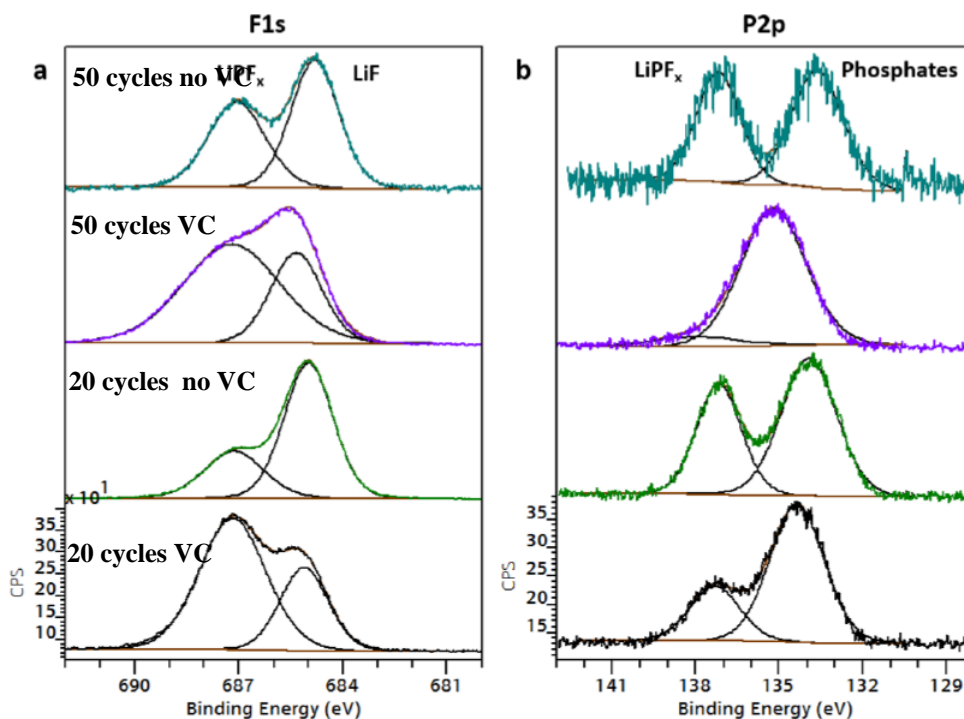 F1s
P2p
a
50 cycles no VC
LiPFx
LiF
50 cycles VC
20 cycles no VC
x 10¹
20 cycles VC
35
30
25
20
15
10
CPS
690
687
684
681
Binding Energy (eV)
b
LiPFx
Phosphates
35
30
25
20
15
CPS
141
138
135
132
129
Binding Energy (eV)